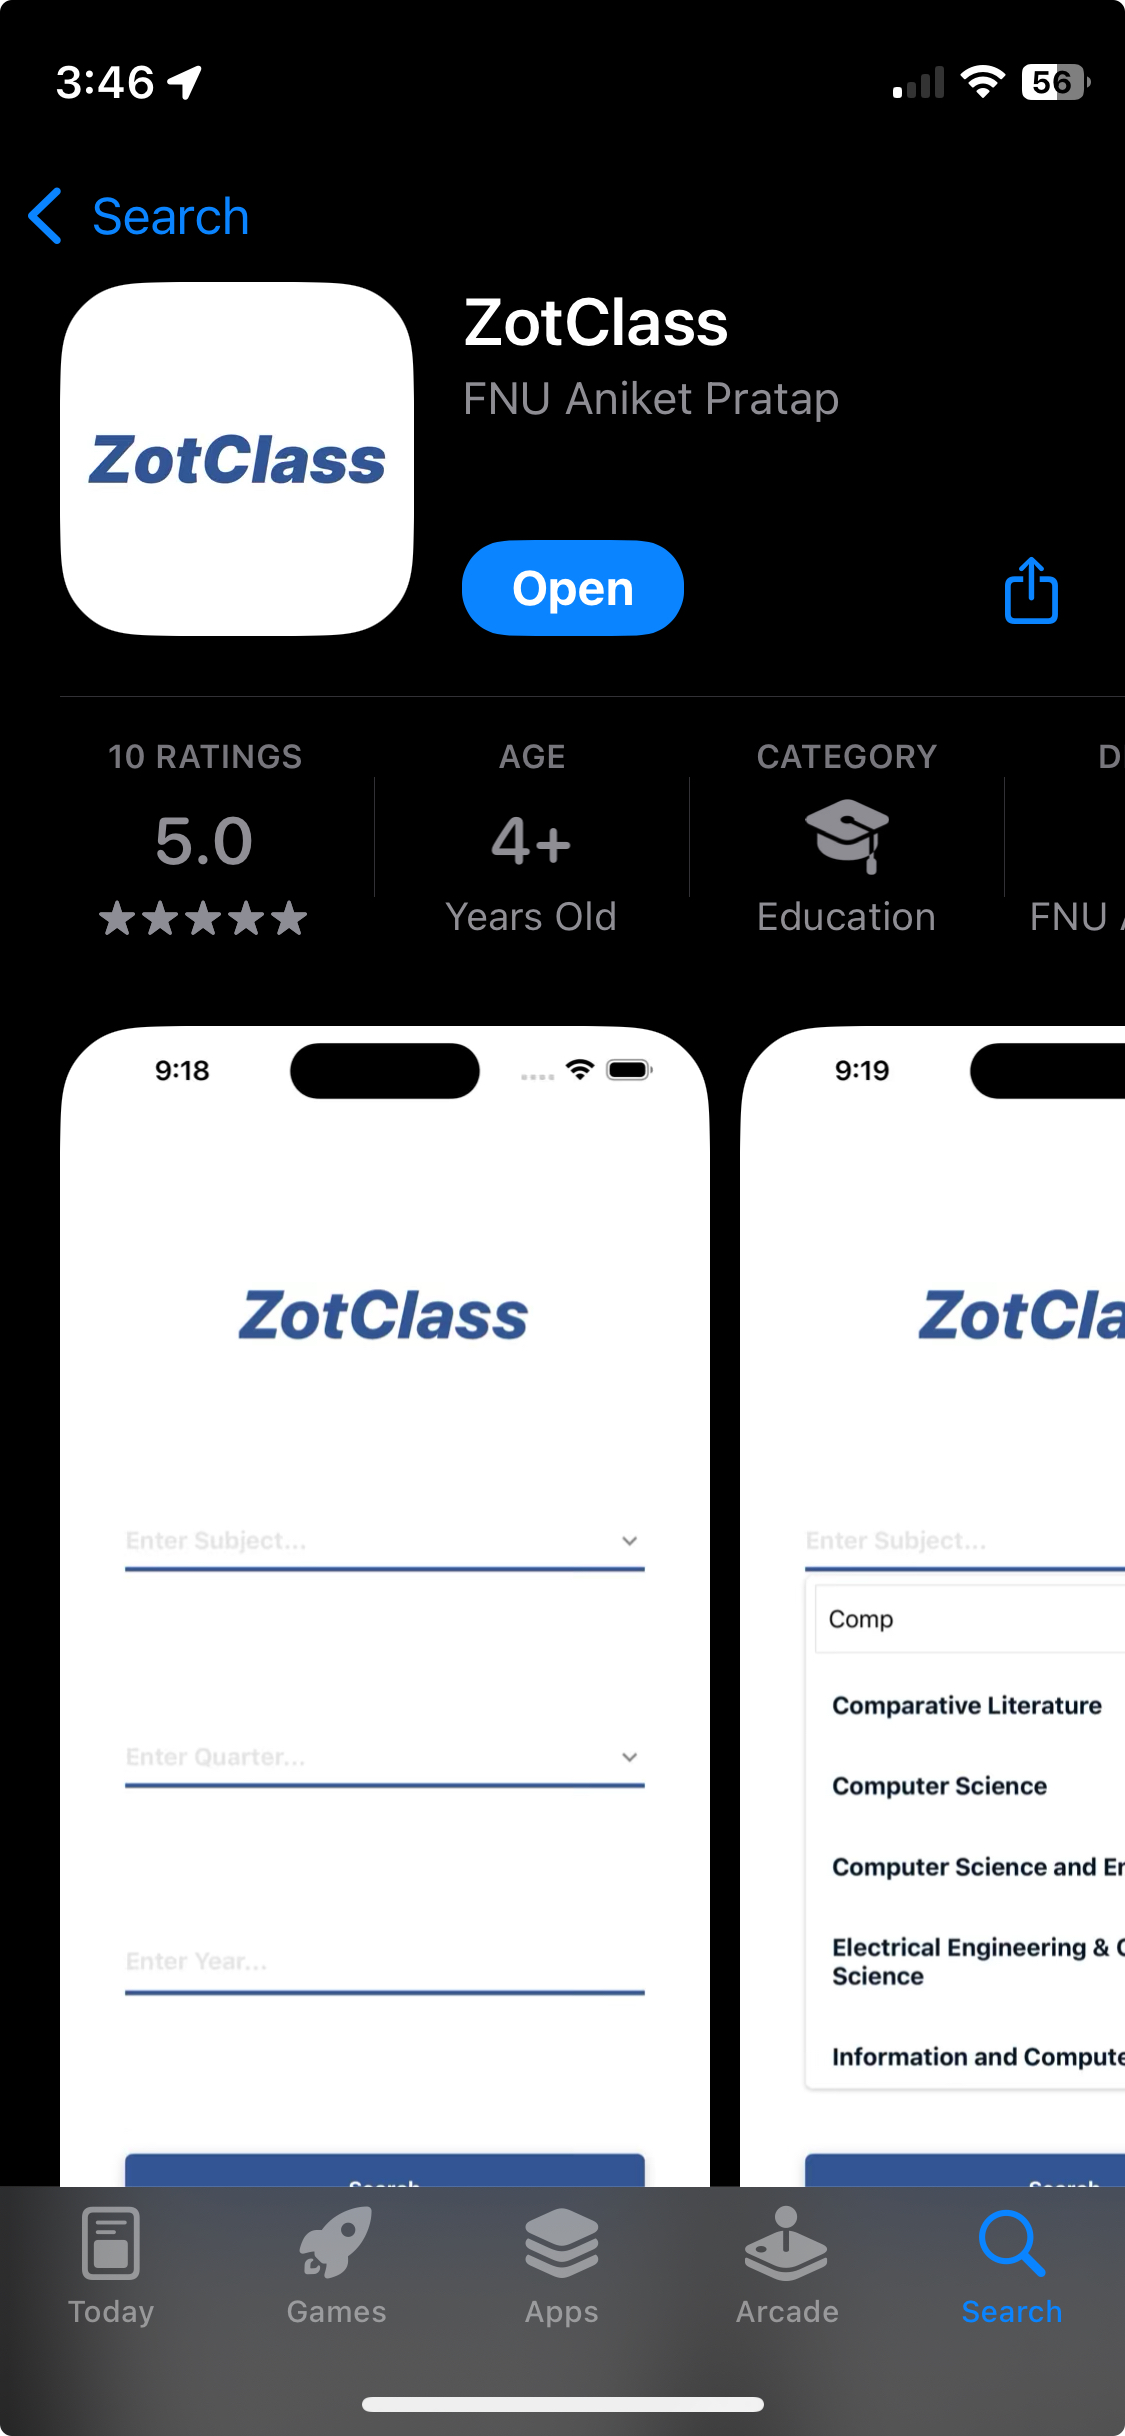 3:46
56
Search
ZotClass
ZotClass
FNU Aniket Pratap
Open
10 RATINGS
AGE
CATEGORY
D
5.0
4+
Years Old
Education
FNU
9:18
9:19
ZotClass
ZotCla
Enter Subject...
Enter Subject...
Comp
Comparative Literature
Enter Quarter...
Computer Science
Computer Science and En
Electrical Engineering & C
Science
Enter Year...
Information and Compute
Search
Search
Today
Games
Apps
Arcade
Search